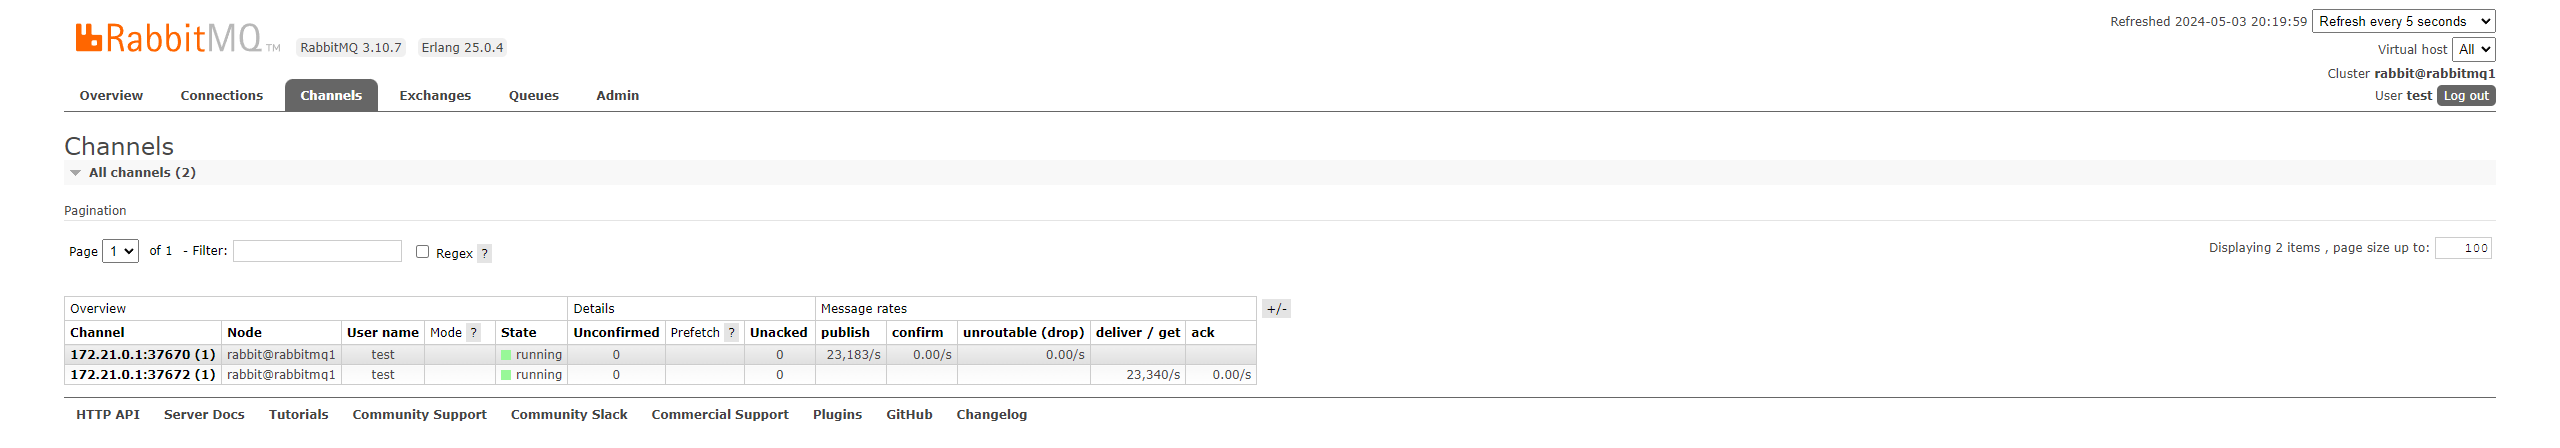 RabbitMQ TM RabbitMQ 3.10.7 Erlang 25.0.4
Refreshed 2024-05-03 20:19:59 Refresh every 5 seconds
Virtual host All
Cluster rabbit@rabbitmq1
User test Log out
Overview Connections Channels Exchanges Queues Admin
Channels
All channels (2)
Pagination
Page 1 of 1 - Filter: Regex ? Displaying 2 items , page size up to: 100
Overview Details Message rates +/-
Channel Node User name Mode ? State Unconfirmed Prefetch ? Unacked publish confirm unroutable (drop) deliver / get ack
172.21.0.1:37670 (1) rabbit@rabbitmq1 test running 0 0 23,183/s 0.00/s 0.00/s
172.21.0.1:37672 (1) rabbit@rabbitmq1 test running 0 0 23,340/s 0.00/s
HTTP API Server Docs Tutorials Community Support Community Slack Commercial Support Plugins GitHub Changelog